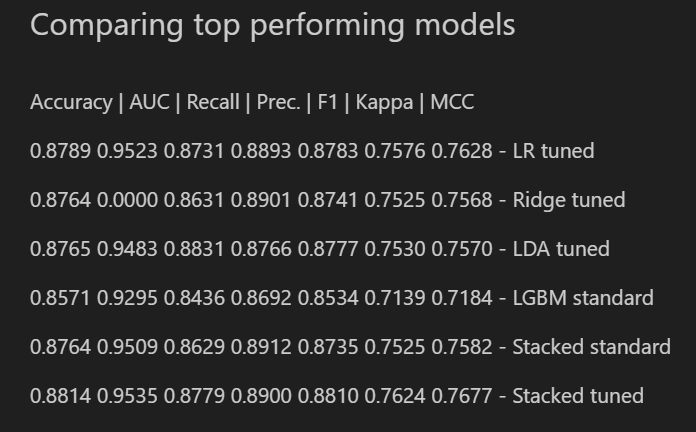 Comparing top performing models
Accuracy | AUC | Recall | Prec. | F1 | Kappa | MCC
0.8789 0.9523 0.8731 0.8893 0.8783 0.7576 0.7628 - LR tuned
0.8764 0.0000 0.8631 0.8901 0.8741 0.7525 0.7568 - Ridge tuned
0.8765 0.9483 0.8831 0.8766 0.8777 0.7530 0.7570 - LDA tuned
0.8571 0.9295 0.8436 0.8692 0.8534 0.7139 0.7184 - LGBM standard
0.8764 0.9509 0.8629 0.8912 0.8735 0.7525 0.7582 - Stacked standard
0.8814 0.9535 0.8779 0.8900 0.8810 0.7624 0.7677 - Stacked tuned